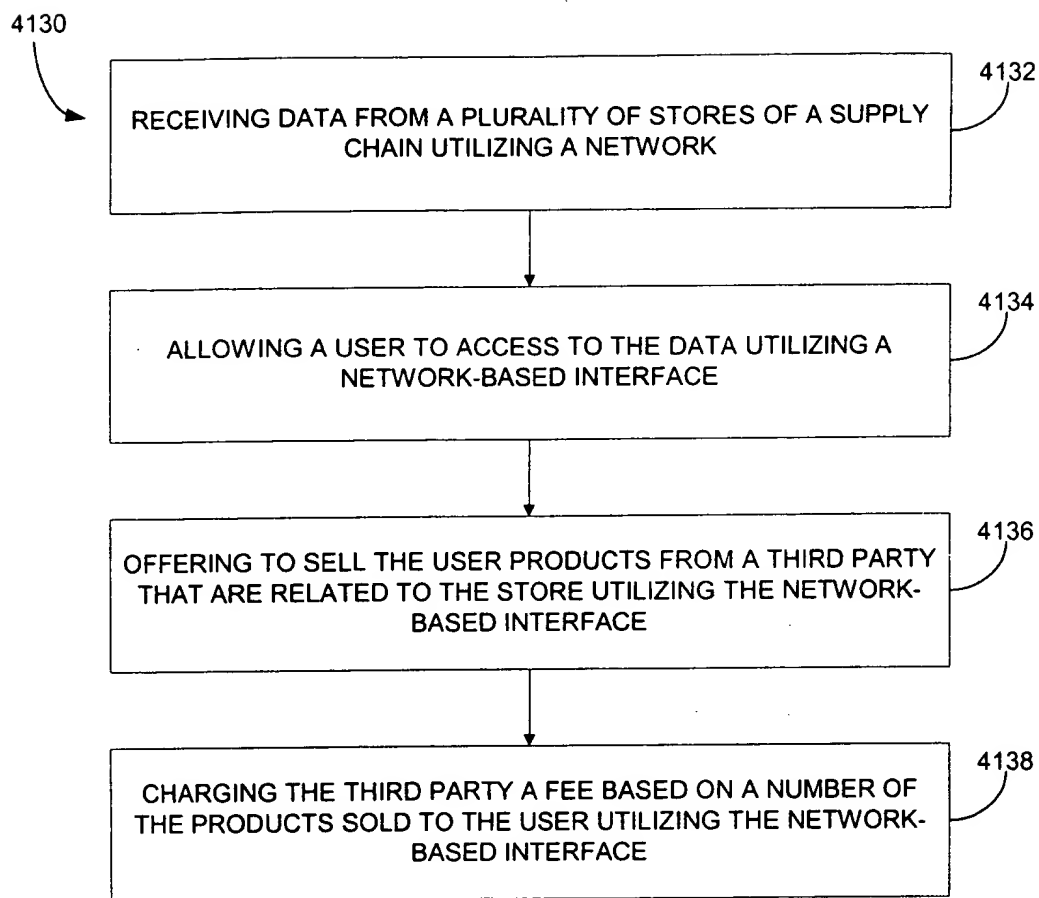 4130
4132
RECEIVING DATA FROM A PLURALITY OF STORES OF A SUPPLY
CHAIN UTILIZING A NETWORK
4134
ALLOWING A USER TO ACCESS TO THE DATA UTILIZING A
NETWORK-BASED INTERFACE
4136
OFFERING TO SELL THE USER PRODUCTS FROM A THIRD PARTY
THAT ARE RELATED TO THE STORE UTILIZING THE NETWORK-
BASED INTERFACE
4138
CHARGING THE THIRD PARTY A FEE BASED ON A NUMBER OF
THE PRODUCTS SOLD TO THE USER UTILIZING THE NETWORK-
BASED INTERFACE